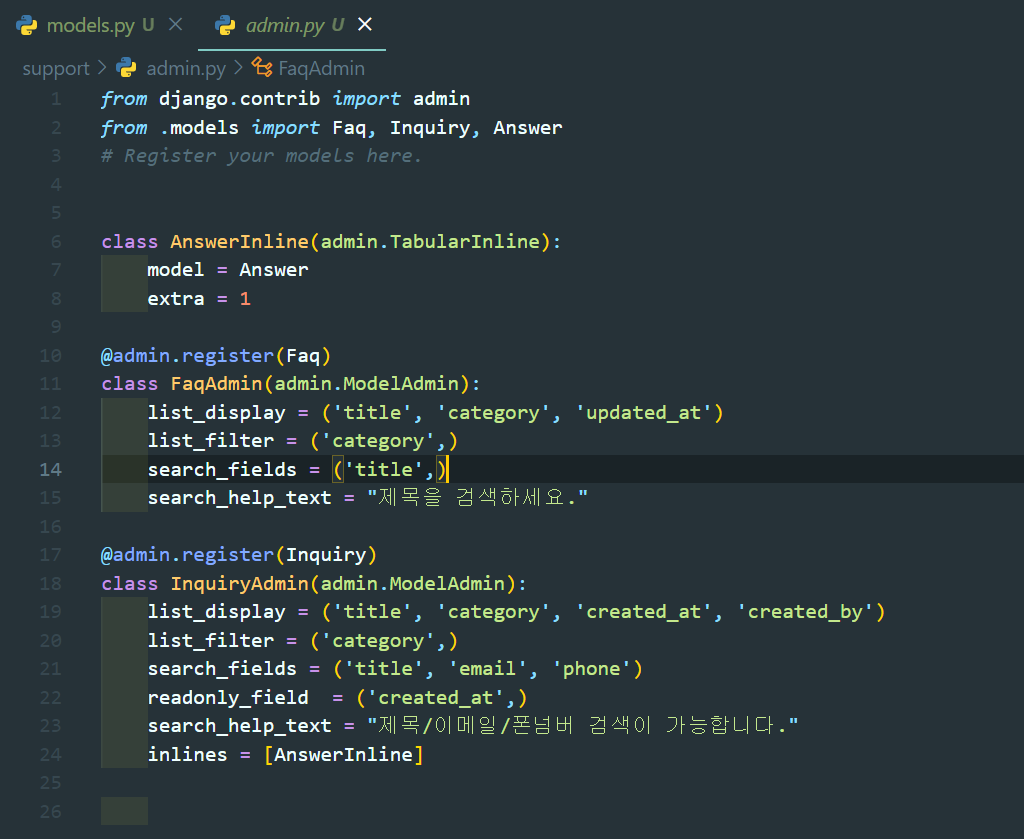 models.py U
admin.py U
support > admin.py > FaqAdmin
1 from django.contrib import admin
2 from .models import Faq, Inquiry, Answer
3 # Register your models here.
4
5
6 class AnswerInline(admin.TabularInline):
7     model = Answer
8     extra = 1
9
10 @admin.register(Faq)
11 class FaqAdmin(admin.ModelAdmin):
12     list_display = ('title', 'category', 'updated_at')
13     list_filter = ('category',)
14     search_fields = ('title',)
15     search_help_text = "제목을 검색하세요."
16
17 @admin.register(Inquiry)
18 class InquiryAdmin(admin.ModelAdmin):
19     list_display = ('title', 'category', 'created_at', 'created_by')
20     list_filter = ('category',)
21     search_fields = ('title', 'email', 'phone')
22     readonly_field  = ('created_at',)
23     search_help_text = "제목/이메일/폰넘버 검색이 가능합니다."
24     inlines = [AnswerInline]
25
26